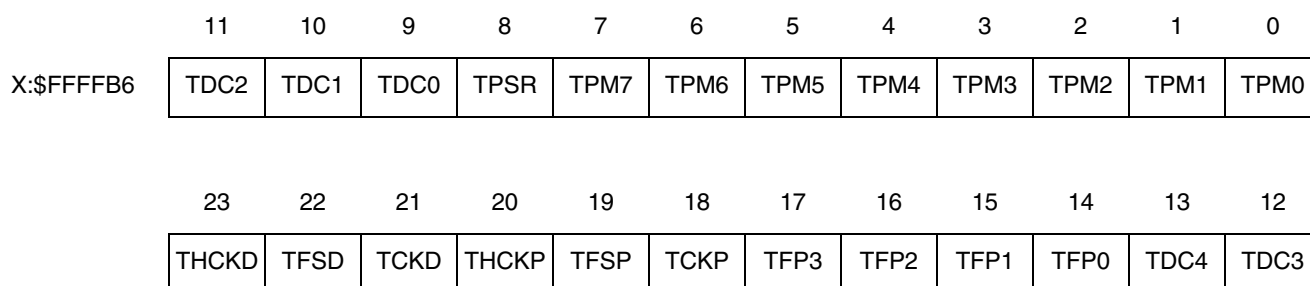 11 10 9 8 7 6 5 4 3 2 1 0
X:$FFFFB6 TDC2 TDC1 TDC0 TPSR TPM7 TPM6 TPM5 TPM4 TPM3 TPM2 TPM1 TPM0
23 22 21 20 19 18 17 16 15 14 13 12
THCKD TFSD TCKD THCKP TFSP TCKP TFP3 TFP2 TFP1 TFP0 TDC4 TDC3